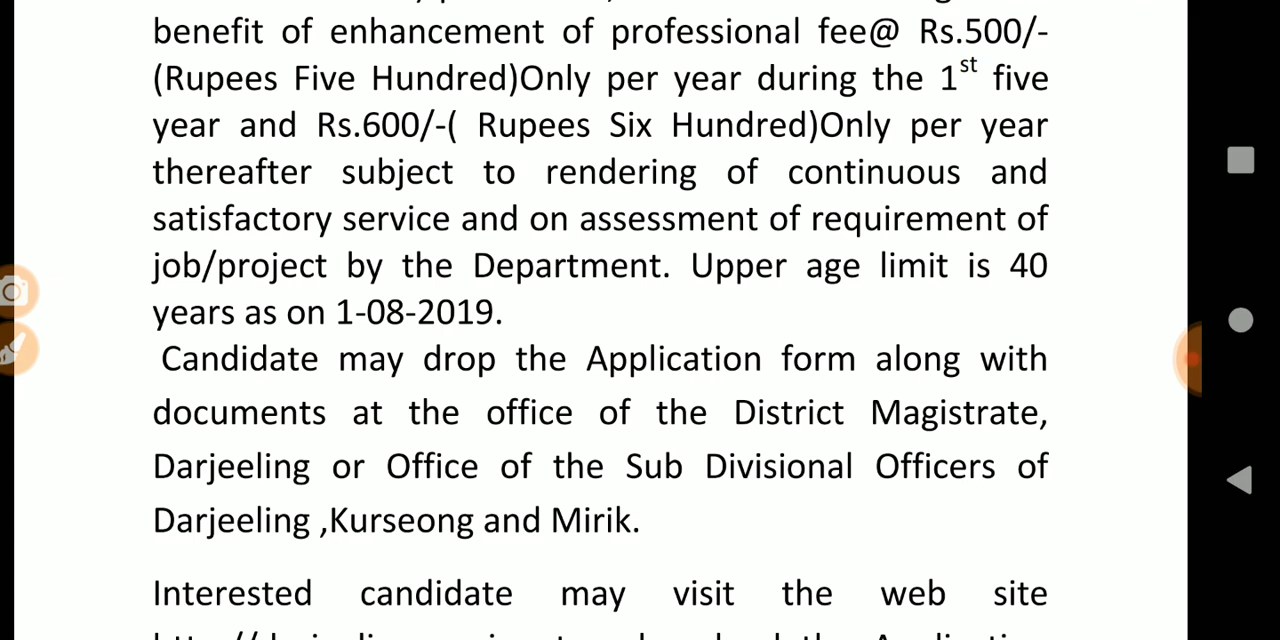 benefit of enhancement of professional fee@ Rs.500/-
(Rupees Five Hundred)Only per year during the 1st five
year and Rs.600/-( Rupees Six Hundred)Only per year
thereafter subject to rendering of continuous and
satisfactory service and on assessment of requirement of
job/project by the Department. Upper age limit is 40
years as on 1-08-2019.
Candidate may drop the Application form along with
documents at the office of the District Magistrate,
Darjeeling or Office of the Sub Divisional Officers of
Darjeeling ,Kurseong and Mirik.
Interested candidate may visit the web site